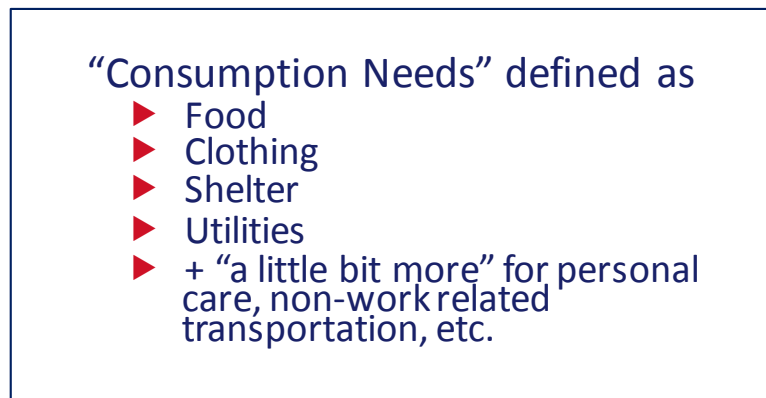 “Consumption Needs” defined as
Food
Clothing
Shelter
Utilities
+ “a little bit more” for personal
care, non-work related
transportation, etc.